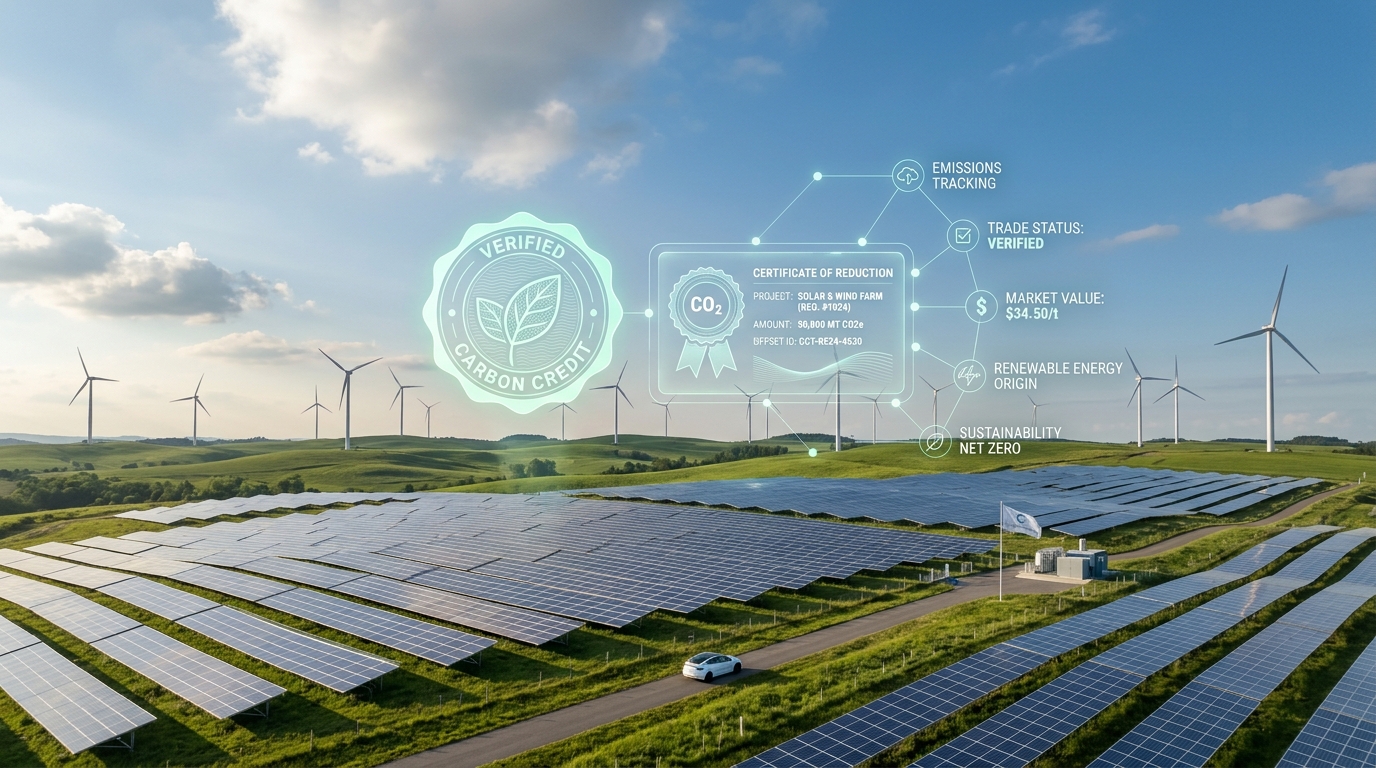 VERIFIED
CARBON CREDIT
CO₂
CERTIFICATE OF REDUCTION
PROJECT: SOLAR & WIND FARM
(REG. #1024)
AMOUNT: 50,800 MT CO2e
OFFSET ID: CCT-RE24-4530
EMISSIONS
TRACKING
TRADE STATUS:
VERIFIED
$
MARKET VALUE:
$34.50/t
RENEWABLE ENERGY
ORIGIN
SUSTAINABILITY
NET ZERO